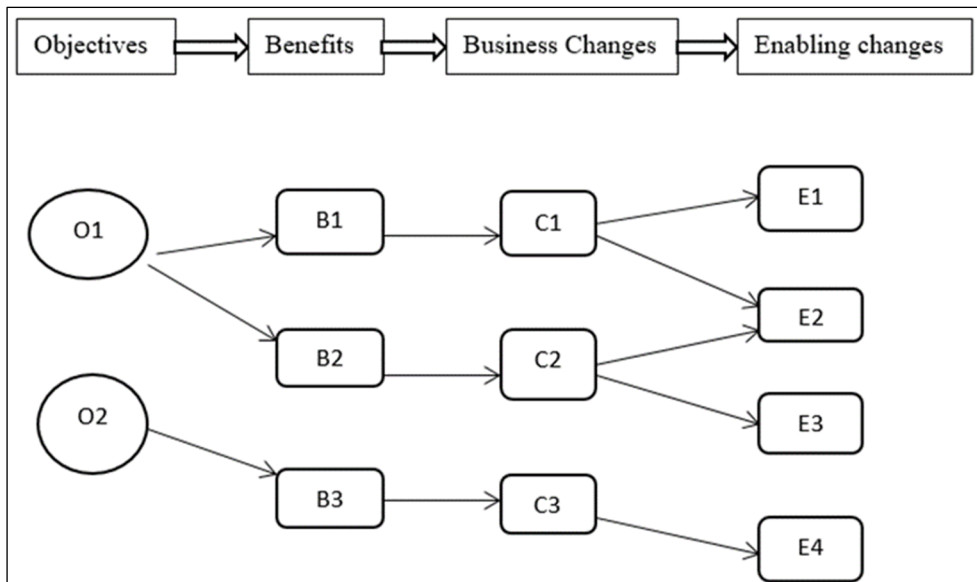 Objectives
Benefits
Business Changes
Enabling changes
O1
B1
C1
E1
E2
B2
C2
O2
E3
B3
C3
E4